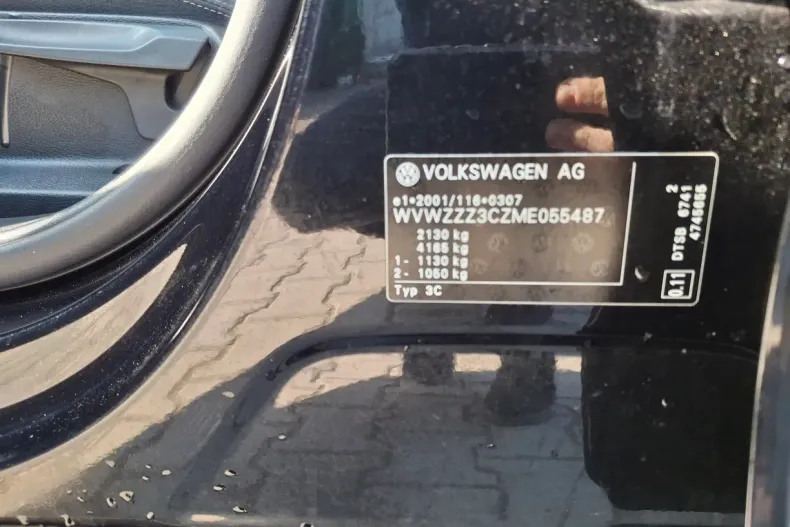 VOLKSWAGEN AG
e1*2001/116*0307
WVWZZZ3CZME055487
2130 kg
4165 kg
1- 1130 kg
2- 1050 kg
Typ 3C
2
DTSB 6741
4745655
0.11